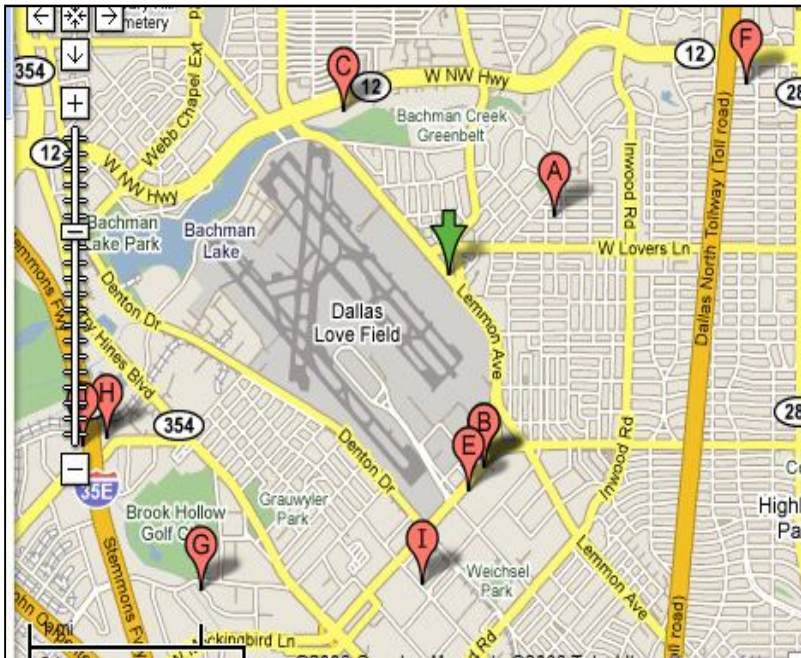 metery
354
C
12
W NW Hwy
12
F
28
Webb Chapel Ext
Bachman Creek
Greenbelt
12
W NW Hwy
Inwood Rd
A
Dallas North Tollway (Toll road)
Bachman
Lake Park
Bachman
Lake
W Lovers Ln
Denton Dr
Lemmon Ave
Dallas
Love Field
Hines Blvd
H
354
B
28
E
Denton Dr
Inwood Rd
35E
Grauwyler
Park
Brook Hollow
Golf
G
I
Weichsel
Park
Lemmon Ave
Stemmons
ckingbird Ln
Rd